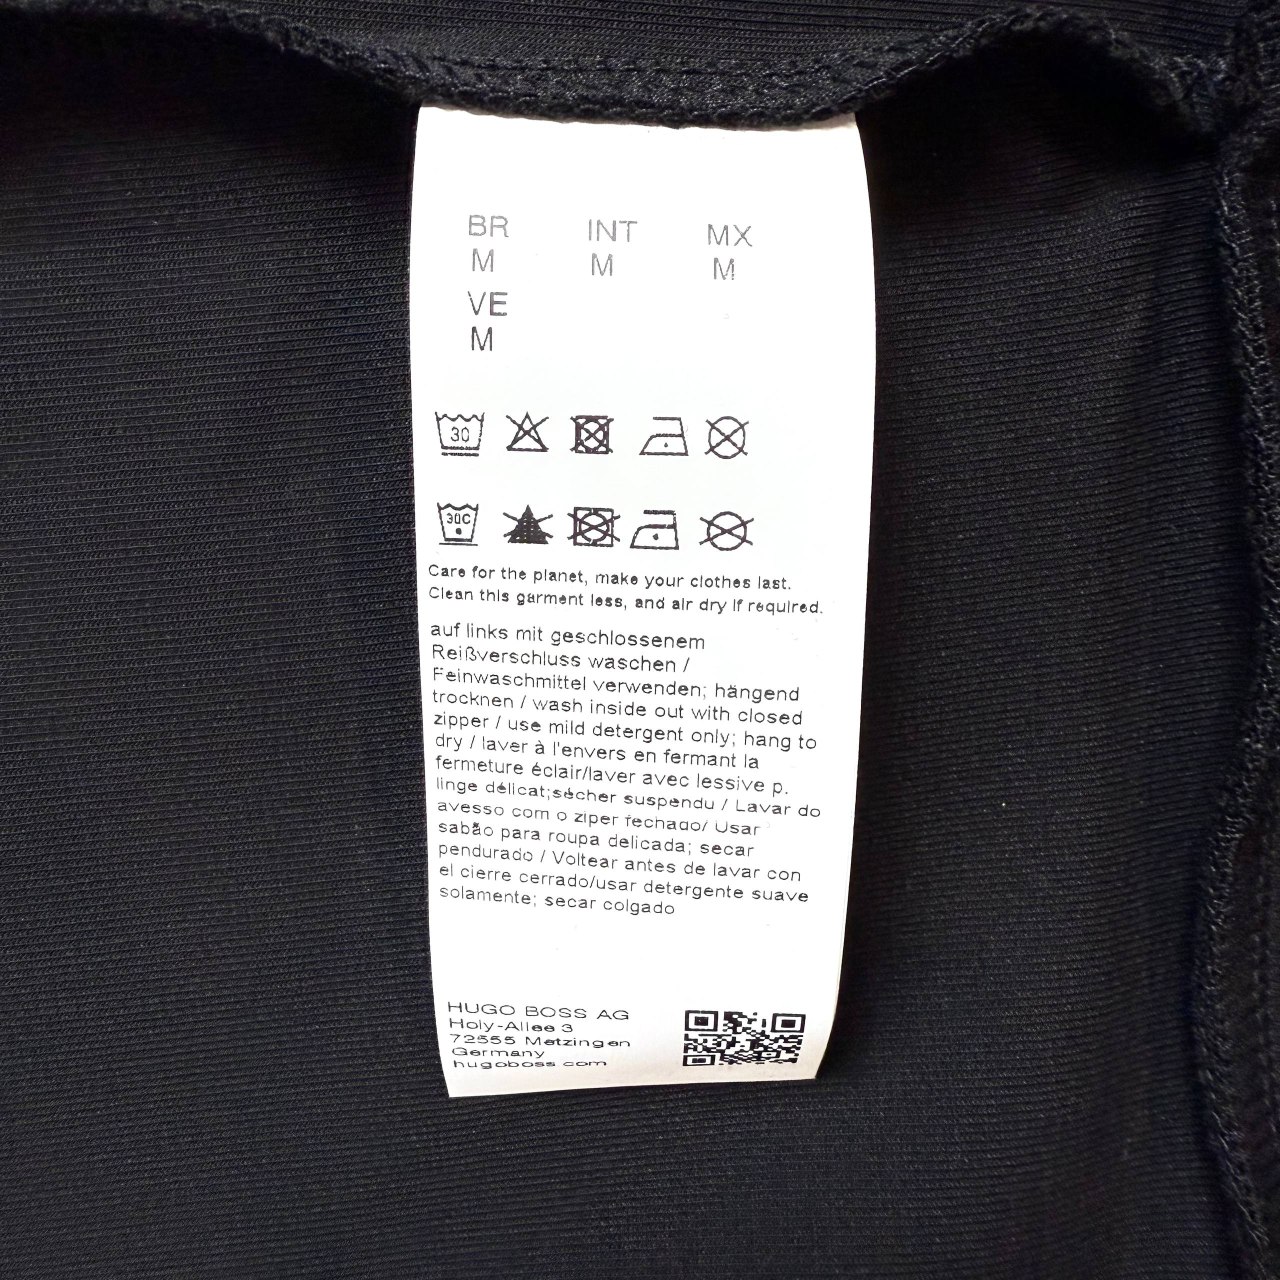 BR INT MX
M M M
VE
M
30
30C
Care for the planet, make your clothes last.
Clean this garment less, and air dry if required.
auf links mit geschlossenem
Reißverschluss waschen /
Feinwaschmittel verwenden; hängend
trocknen / wash inside out with closed
zipper / use mild detergent only; hang to
dry / laver à l'envers en fermant la
fermeture éclair/laver avec lessive p.
linge délicat;sécher suspendu / Lavar do
avesso com o ziper fechado/ Usar
sabão para roupa delicada; secar
pendurado / Voltear antes de lavar con
el cierre cerrado/usar detergente suave
solamente; secar colgado
HUGO BOSS AG
Holy-Allee 3
72555 Metzingen
Germany
hugoboss.com